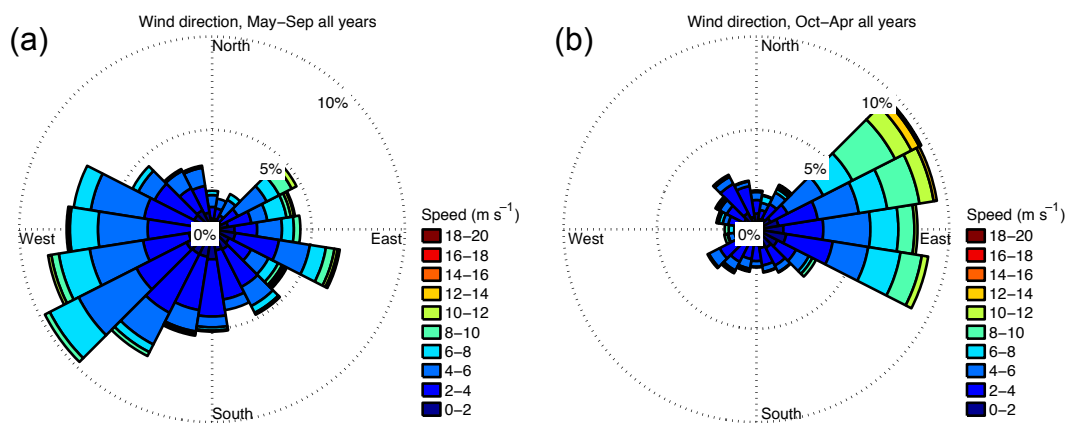 (a)
Wind direction, May−Sep all years
North
10%
5%
0%
West
East
South
Speed (m s⁻¹)
18−20
16−18
14−16
12−14
10−12
8−10
6−8
4−6
2−4
0−2
(b)
Wind direction, Oct−Apr all years
North
10%
5%
0%
West
East
South
Speed (m s⁻¹)
18−20
16−18
14−16
12−14
10−12
8−10
6−8
4−6
2−4
0−2